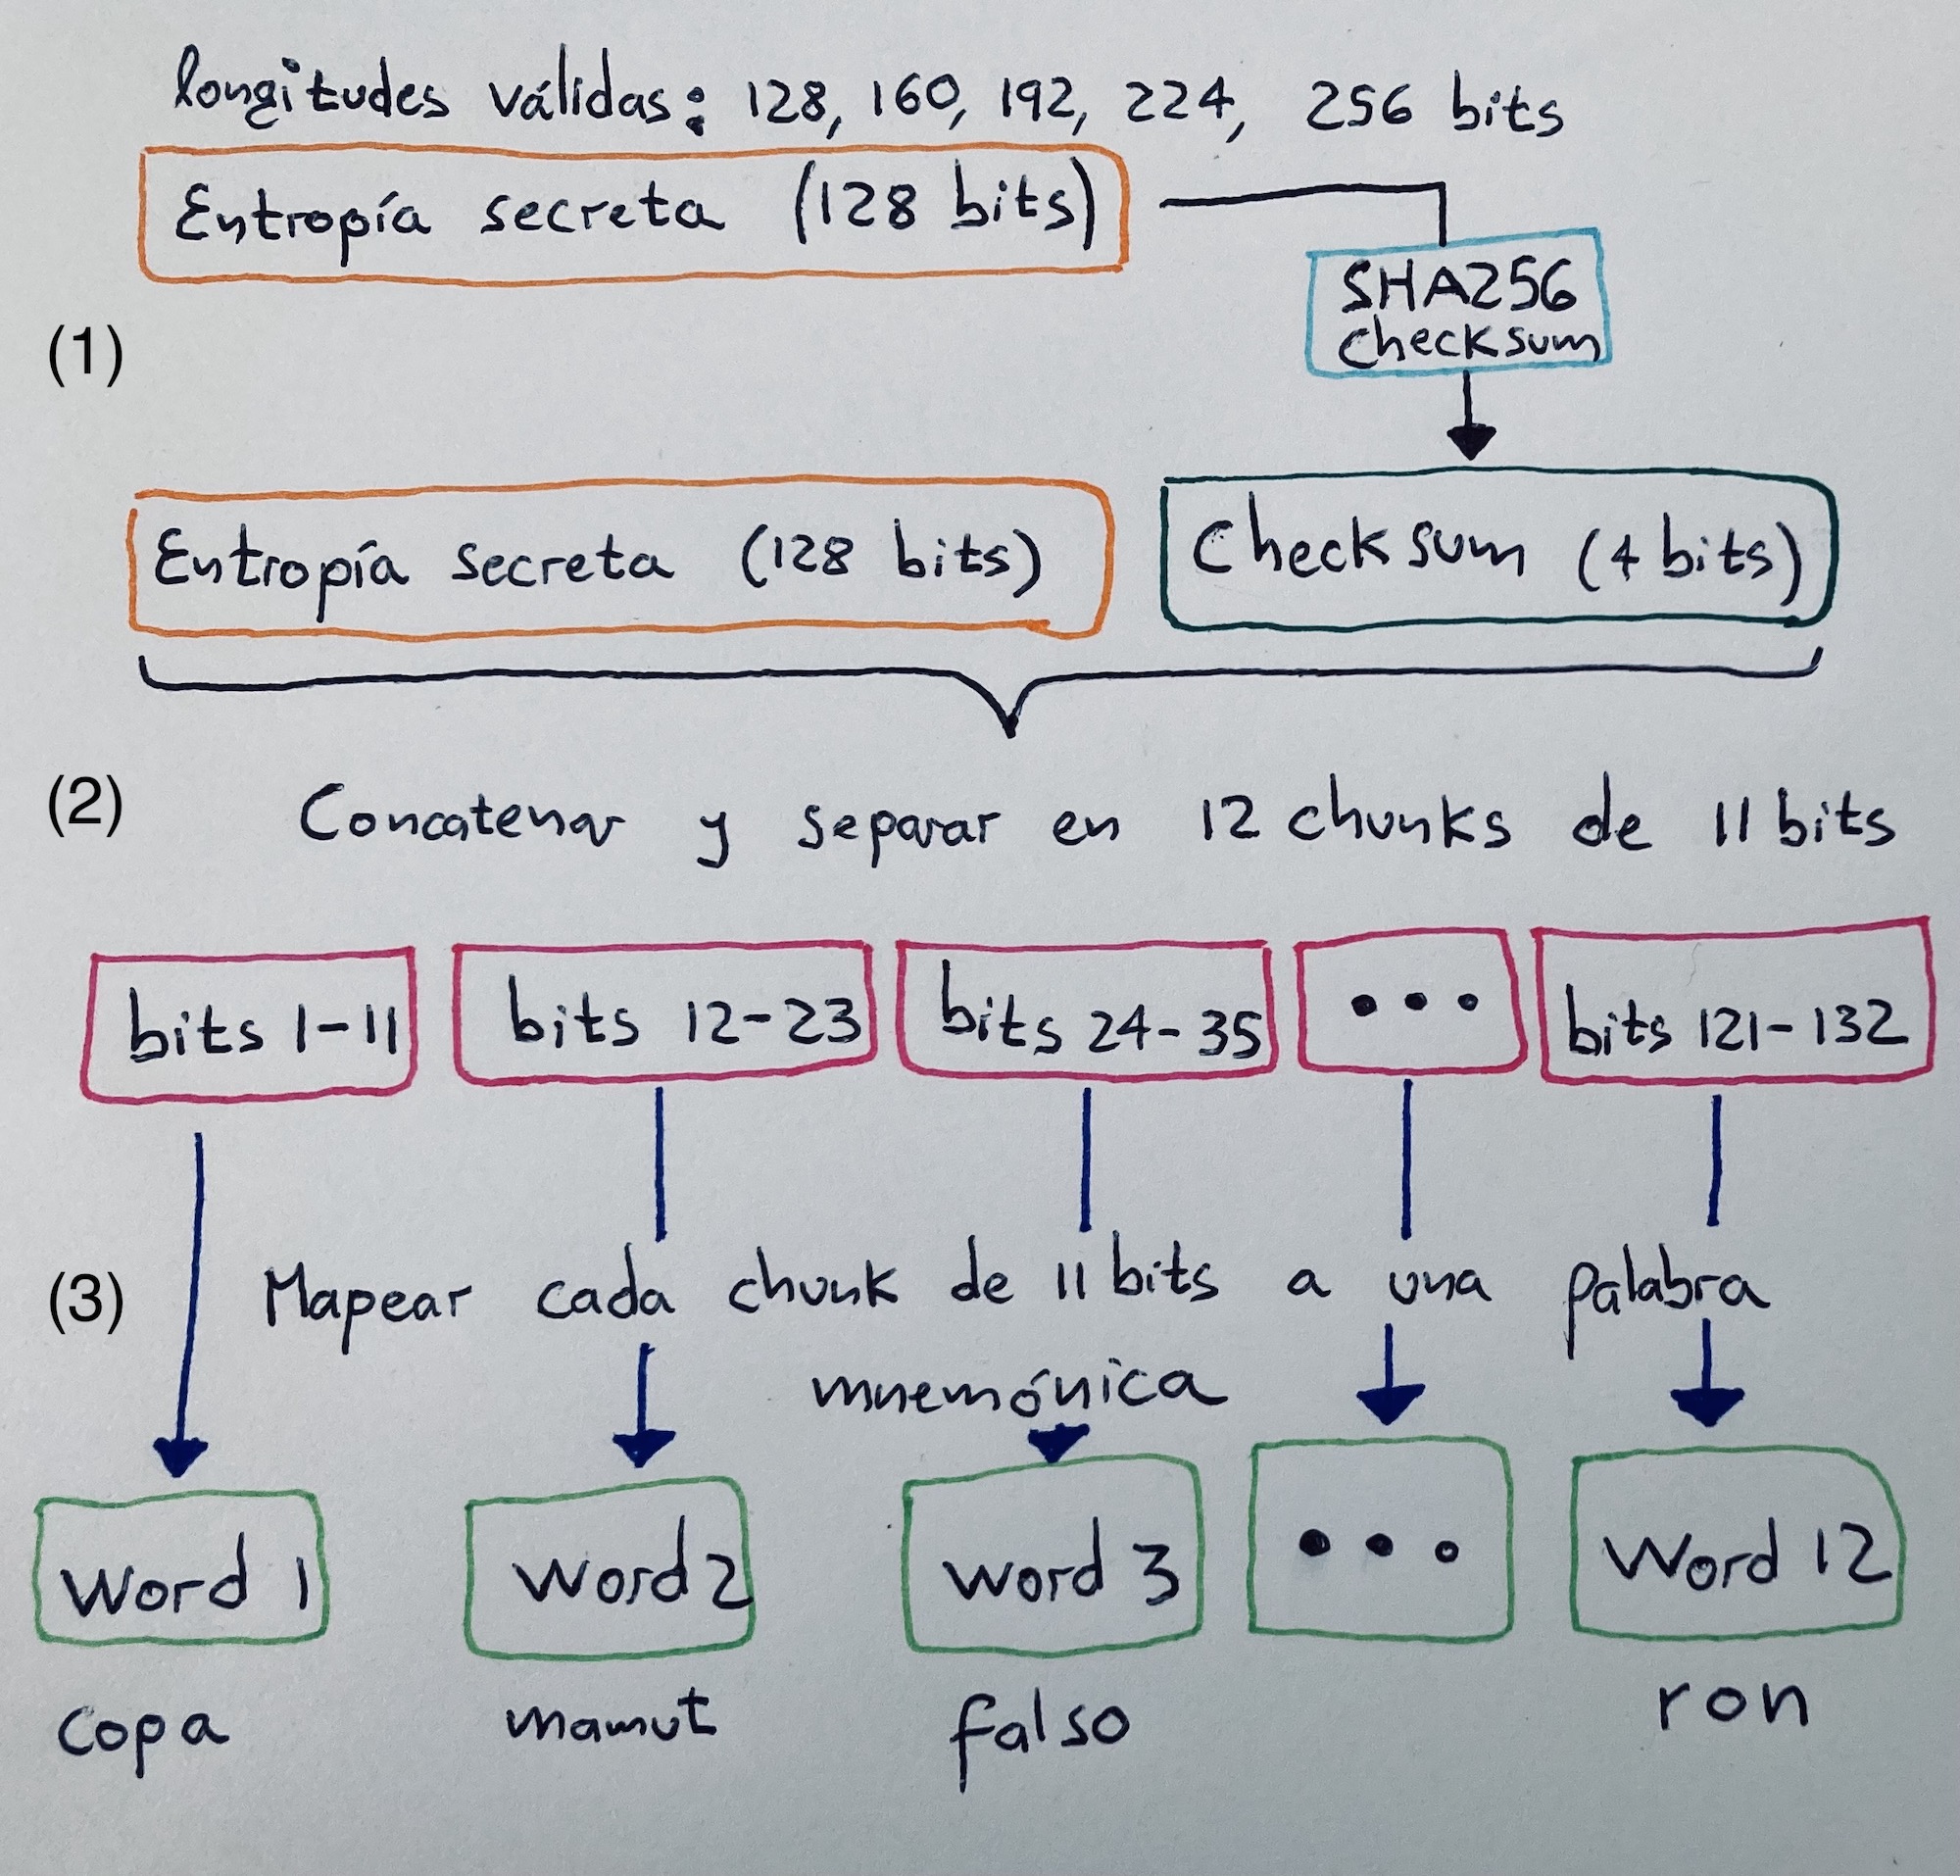 longitudes válidas: 128, 160, 192, 224, 256 bits
Entropía secreta (128 bits)
SHA256
checksum
(1)
Entropía secreta (128 bits)
Checksum (4 bits)
(2)
Concatenar y separar en 12 chunks de 11 bits
bits 1-11
bits 12-23
bits 24-35
...
bits 121-132
(3)
Mapear cada chunk de 11 bits a una palabra
mnemónica
Word 1
Word 2
word 3
...
Word 12
copa
mamut
falso
ron